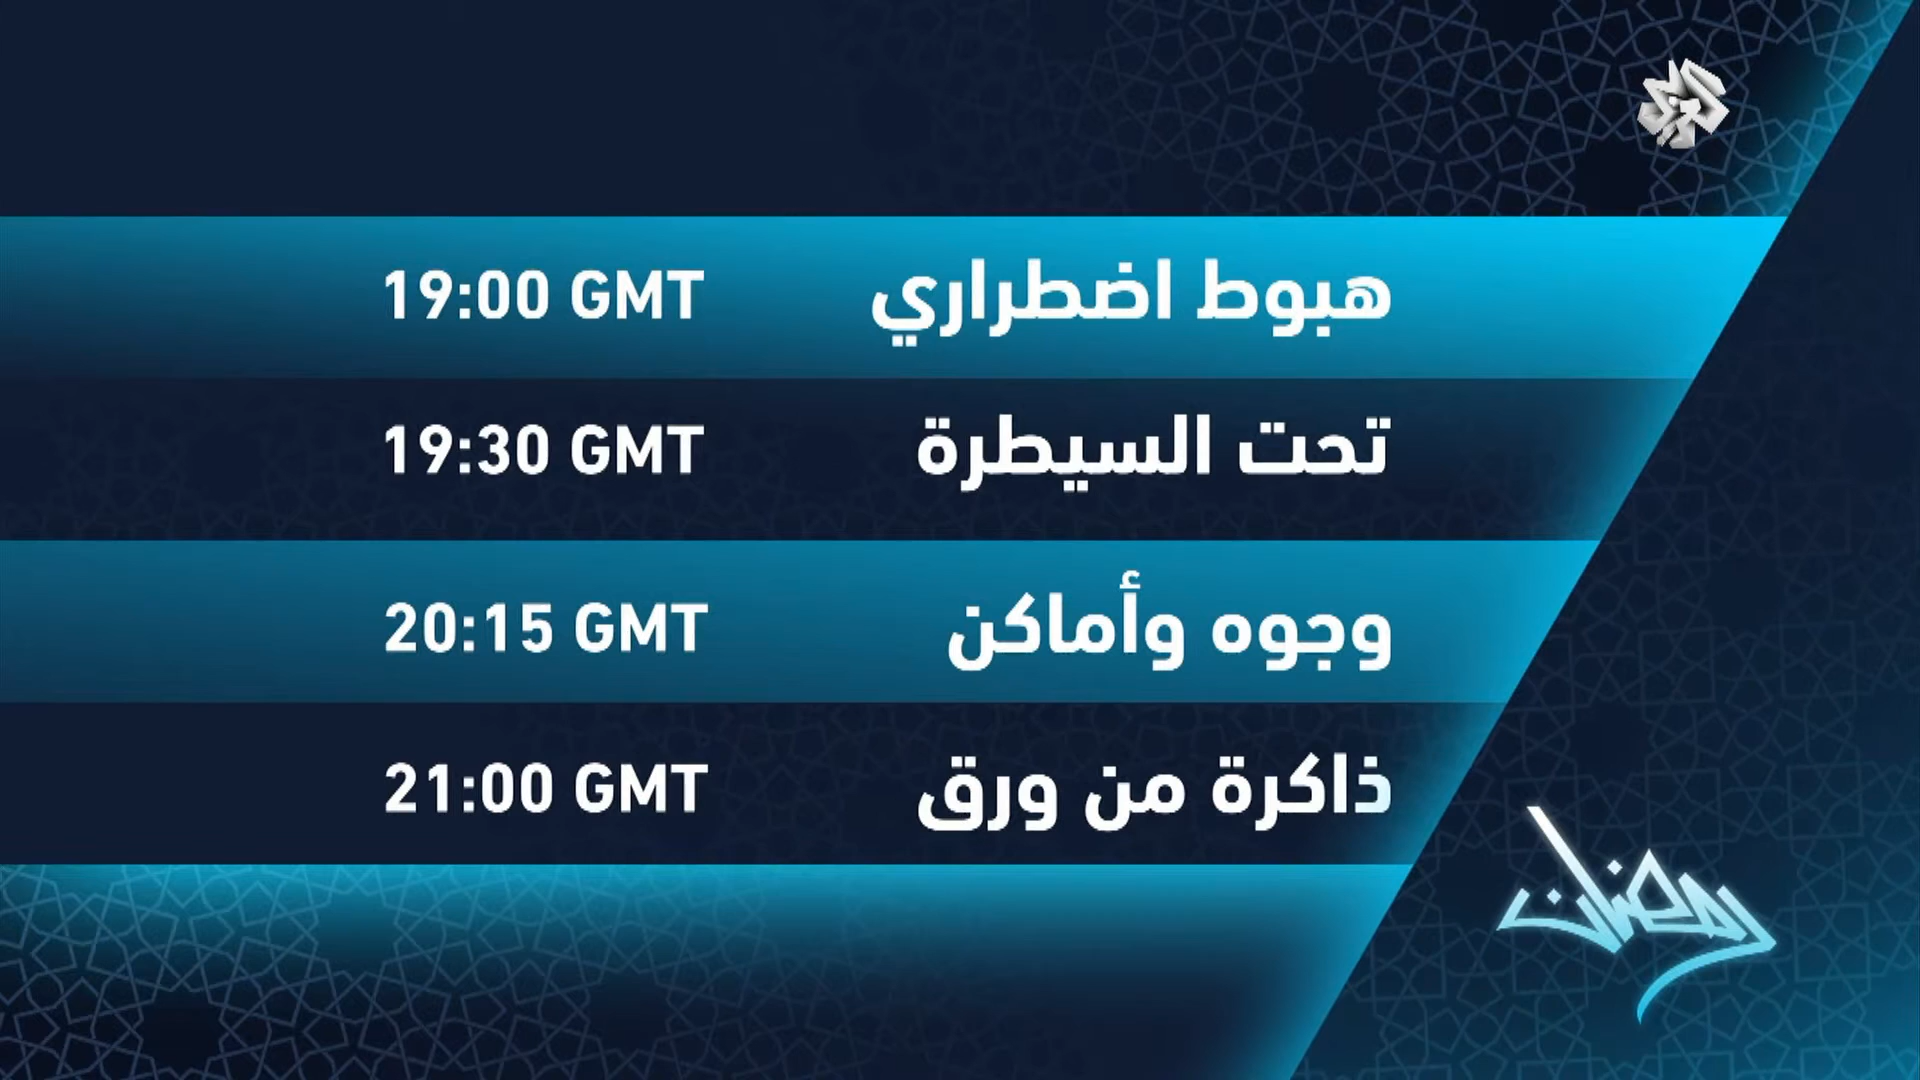 العربي
هبوط اضطراري 19:00 GMT
تحت السيطرة 19:30 GMT
وجوه وأماكن 20:15 GMT
ذاكرة من ورق 21:00 GMT
رمضان